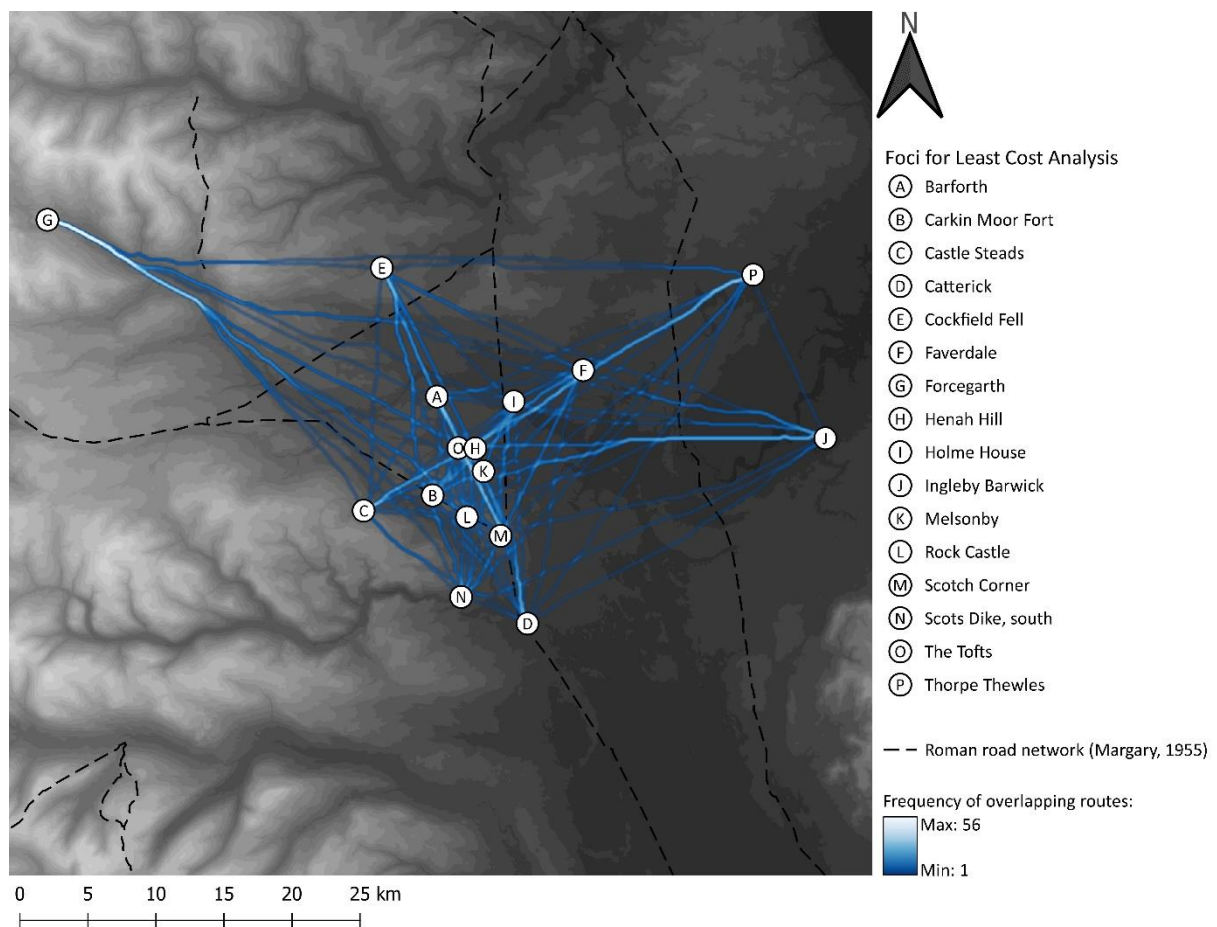 N
Foci for Least Cost Analysis
A Barforth
B Carkin Moor Fort
C Castle Steads
D Catterick
E Cockfield Fell
F Faverdale
G Forcegarth
H Henah Hill
I Holme House
J Ingleby Barwick
K Melsonby
L Rock Castle
M Scotch Corner
N Scots Dike, south
O The Tofts
P Thorpe Thewles
Roman road network (Margary, 1955)
Frequency of overlapping routes:
Max: 56
Min: 1
G
E
P
F
A
I
J
O H
K
B
C
L
M
N
D
0 5 10 15 20 25 km